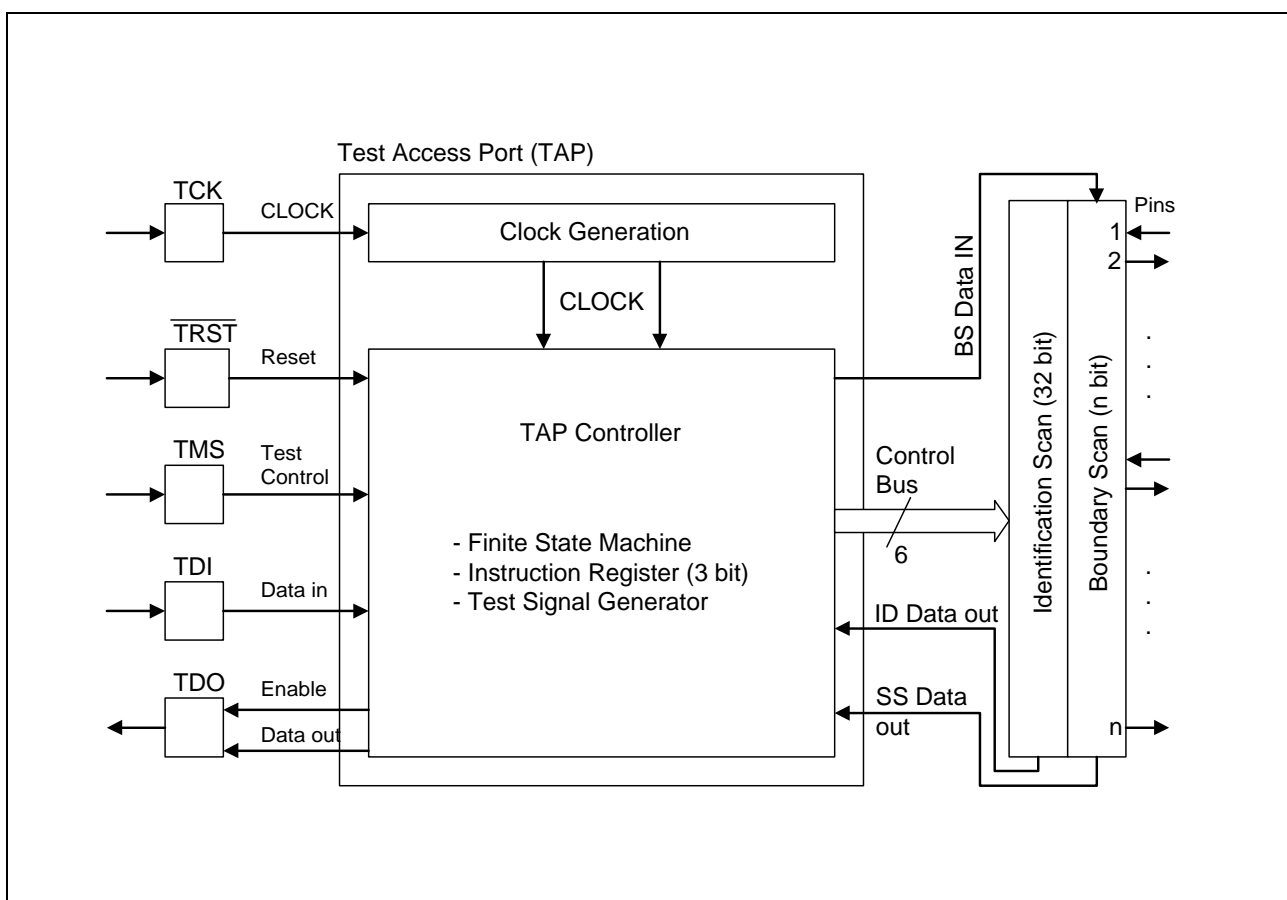 Test Access Port (TAP)
TCK
CLOCK
Clock Generation
CLOCK
TRST
Reset
TMS
Test
Control
TDI
Data in
TDO
Enable
Data out
TAP Controller
- Finite State Machine
- Instruction Register (3 bit)
- Test Signal Generator
BS Data IN
Control
Bus
6
ID Data out
SS Data
out
Identification Scan (32 bit)
Boundary Scan (n bit)
Pins
1
2
.
.
.
.
.
.
n